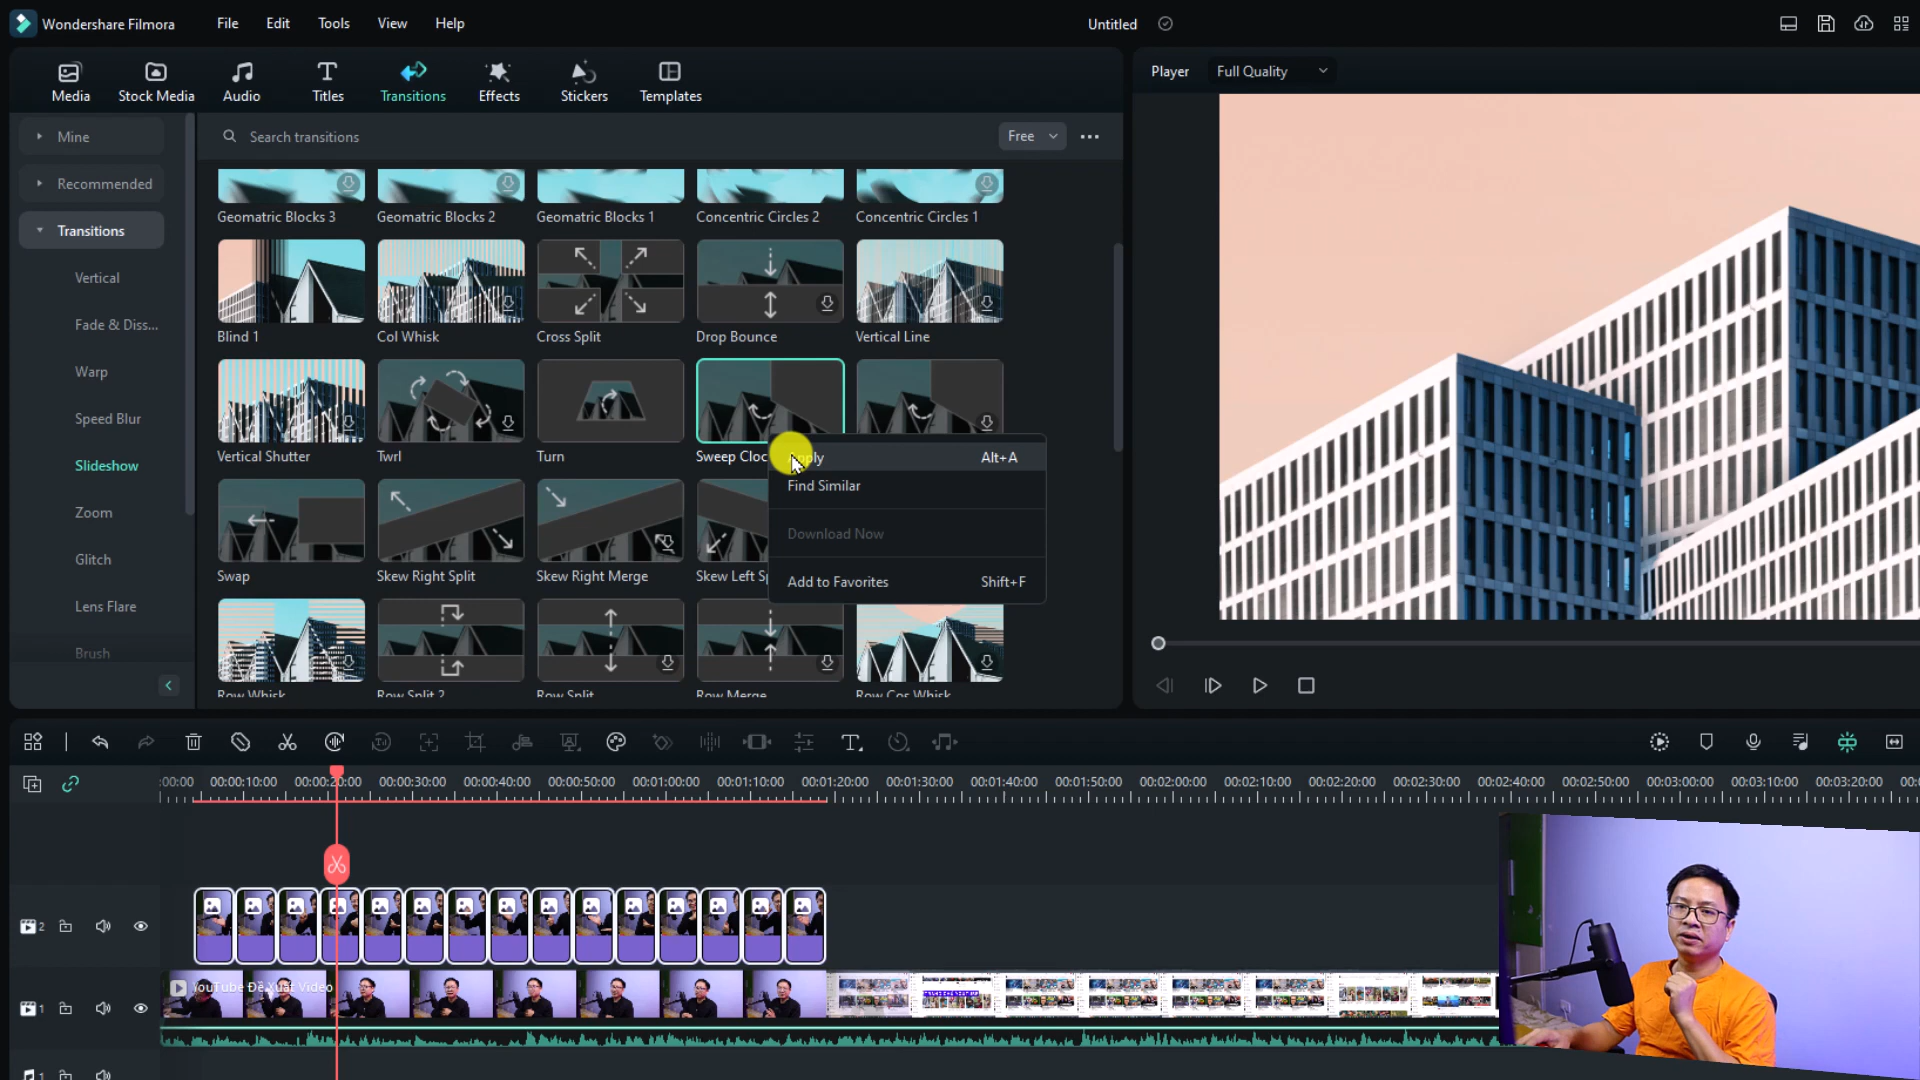 Wondershare Filmora
File
Edit
Tools
View
Help
Untitled
Media
Stock Media
Audio
Titles
Transitions
Effects
Stickers
Templates
Player
Full Quality
Mine
Recommended
Transitions
Vertical
Fade & Diss...
Warp
Speed Blur
Slideshow
Zoom
Glitch
Lens Flare
Brush
Search transitions
Free
Geomatric Blocks 3
Geomatric Blocks 2
Geomatric Blocks 1
Concentric Circles 2
Concentric Circles 1
Blind 1
Col Whisk
Cross Split
Drop Bounce
Vertical Line
Vertical Shutter
Twrl
Turn
Sweep Cloc
Apply Alt+A
Find Similar
Download Now
Add to Favorites Shift+F
Swap
Skew Right Split
Skew Right Merge
Skew Left Sp
Row Whisk
Row Split 2
Row Split
Row Merge
Row Cos Whisk
:00:00 00:00:10:00 00:00:20:00 00:00:30:00 00:00:40:00 00:00:50:00 00:01:00:00 00:01:10:00 00:01:20:00 00:01:30:00 00:01:40:00 00:01:50:00 00:02:00:00 00:02:10:00 00:02:20:00 00:02:30:00 00:02:40:00 00:02:50:00 00:03:00:00 00:03:10:00 00:03:20:00 00:0
2
YouTube Đề Xuất Video
1
1